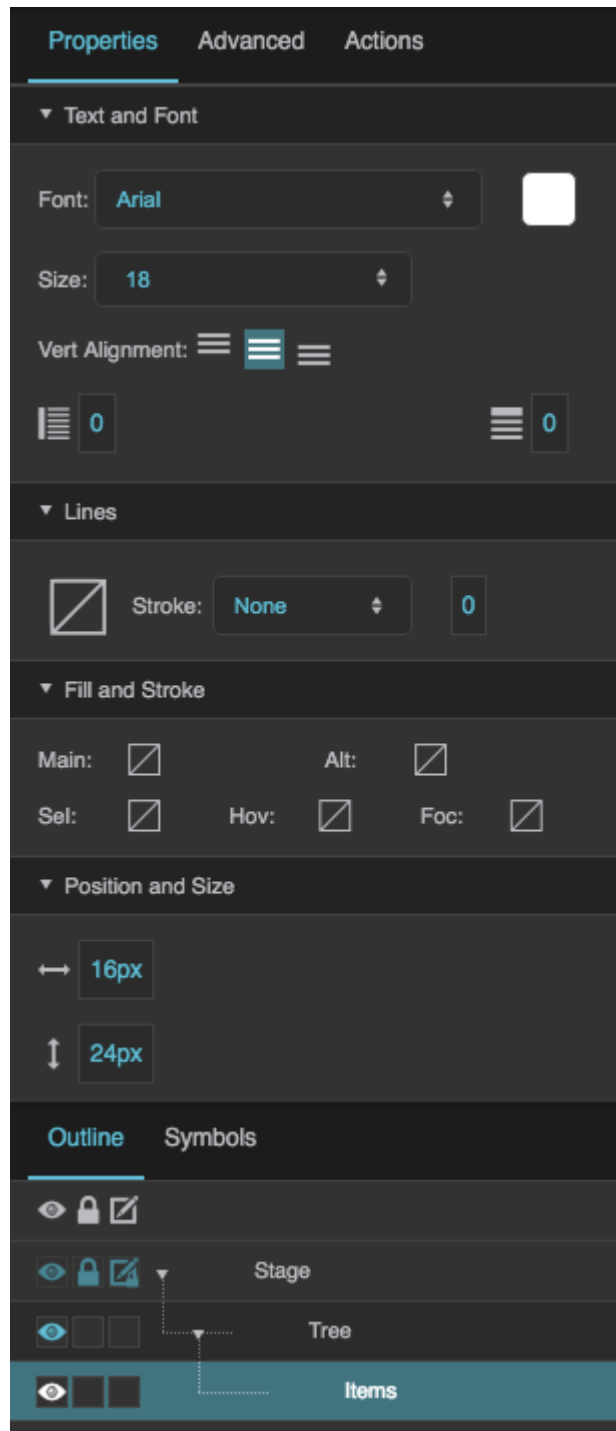 Properties Advanced Actions
Text and Font
Font: Arial
Size: 18
Vert Alignment:
0 0
Lines
Stroke: None 0
Fill and Stroke
Main: Alt:
Sel: Hov: Foc:
Position and Size
16px
24px
Outline Symbols
Stage
Tree
Items